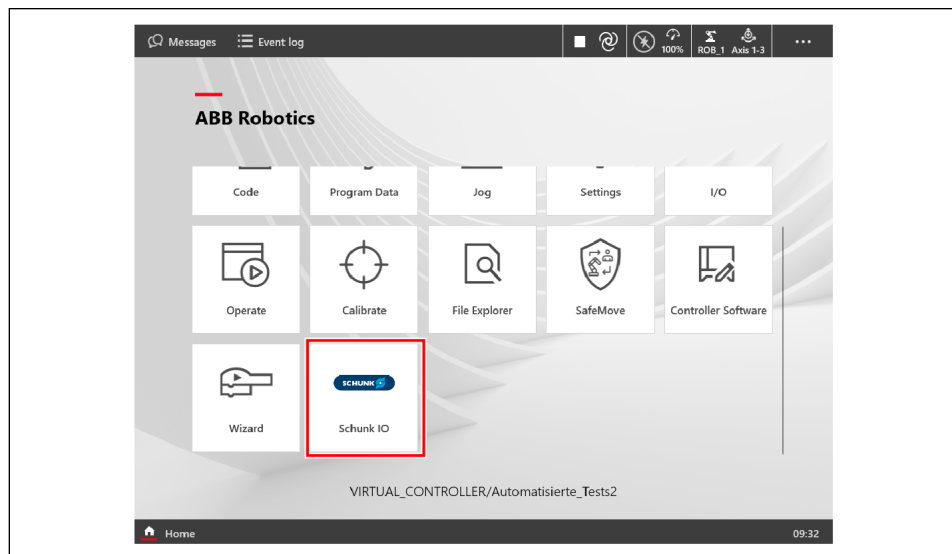 Messages Event log 100% ROB_1 Axis 1-3 ...
ABB Robotics
Code Program Data Jog Settings I/O
Operate Calibrate File Explorer SafeMove Controller Software
SCHUNK
Wizard Schunk IO
VIRTUAL_CONTROLLER/Automatisierte_Tests2
Home 09:32